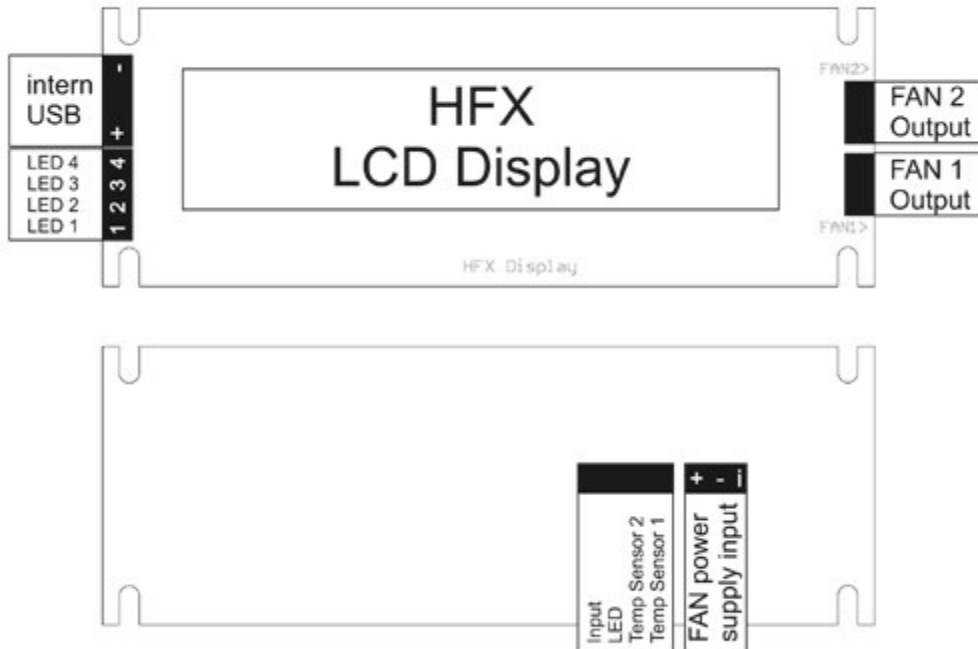 FAN2>
intern
USB
-
+
HFX
LCD Display
FAN 2
Output
LED 4
LED 3
LED 2
LED 1
4
3
2
1
FAN 1
Output
FAN1>
HFX Display
Input
LED
Temp Sensor 2
Temp Sensor 1
+ - i
FAN power
supply input